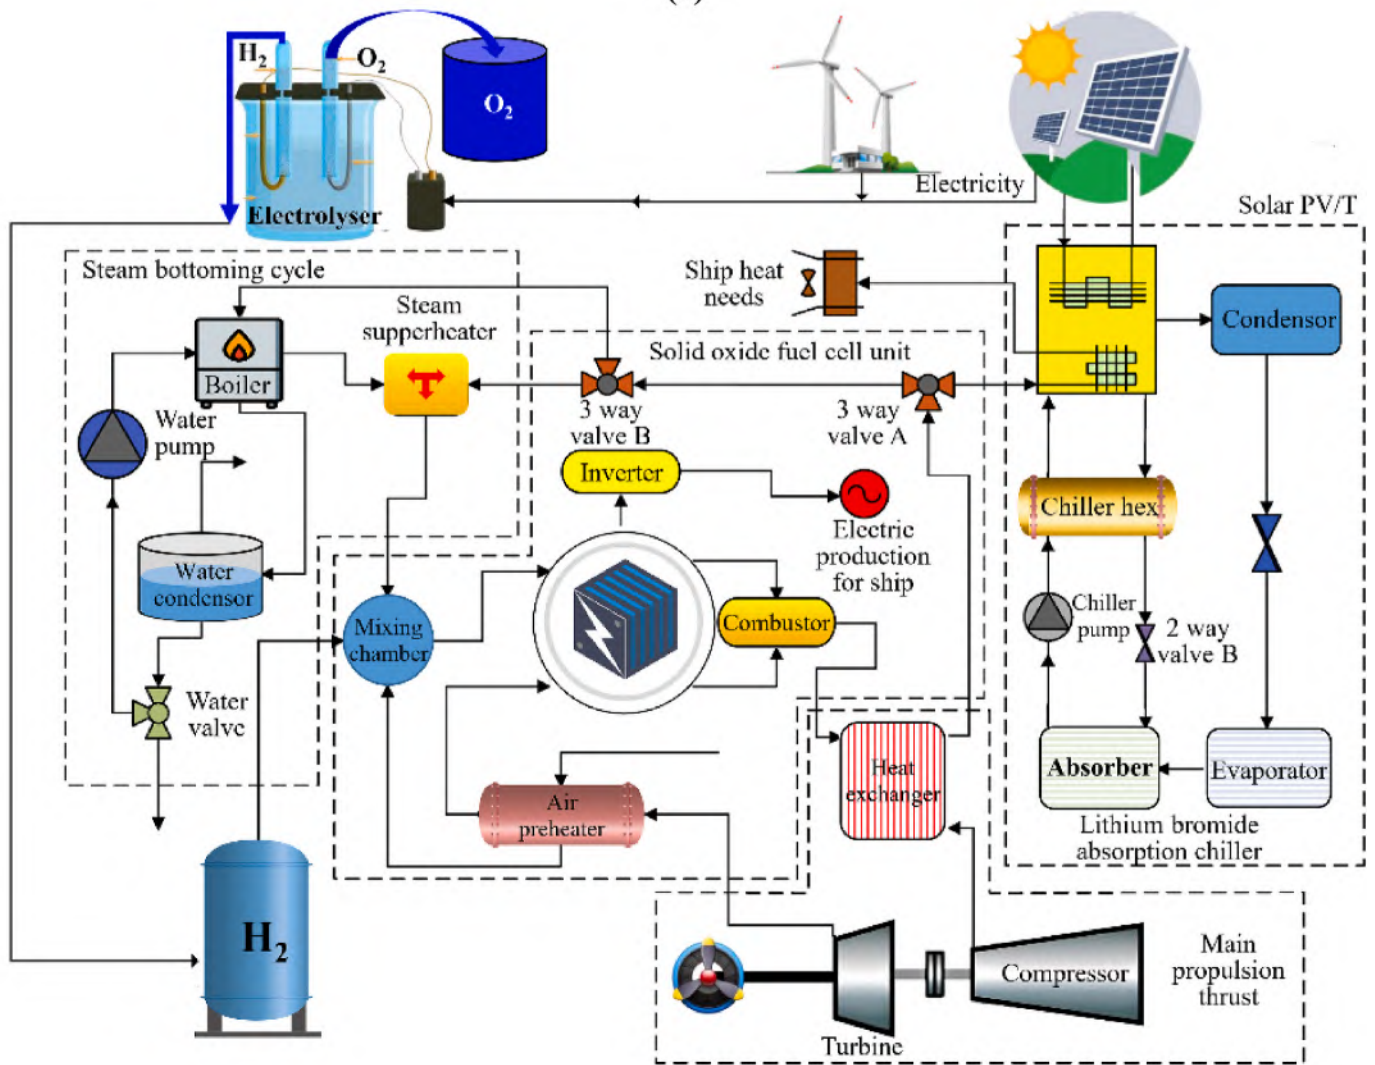 H2
O2
O2
Electrolyser
Electricity
Solar PV/T
Steam bottoming cycle
Ship heat
needs
Condensor
Steam
supperheater
Solid oxide fuel cell unit
Boiler
3 way
valve B
3 way
valve A
Water
pump
Inverter
Chiller hex
Electric
production
for ship
Water
condensor
Mixing
chamber
Combustor
Chiller
pump
2 way
valve B
Water
valve
Heat
exchanger
Absorber
Evaporator
Air
preheater
Lithium bromide
absorption chiller
H2
Compressor
Main
propulsion
thrust
Turbine